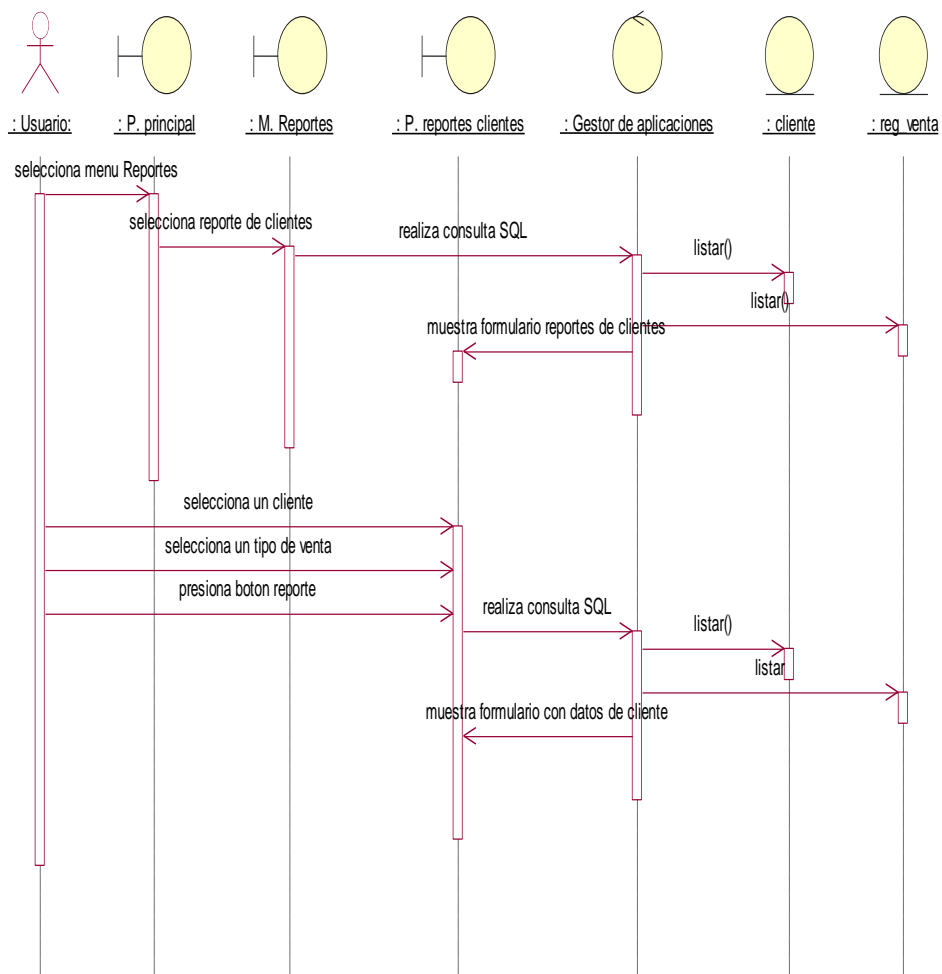 : Usuario:
: P. principal
: M. Reportes
: P. reportes clientes
: Gestor de aplicaciones
: cliente
: reg. venta
selecciona menu Reportes
selecciona reporte de clientes
realiza consulta SQL
listar()
listar()
muestra formulario reportes de clientes
selecciona un cliente
selecciona un tipo de venta
presiona boton reporte
realiza consulta SQL
listar()
listar
muestra formulario con datos de cliente